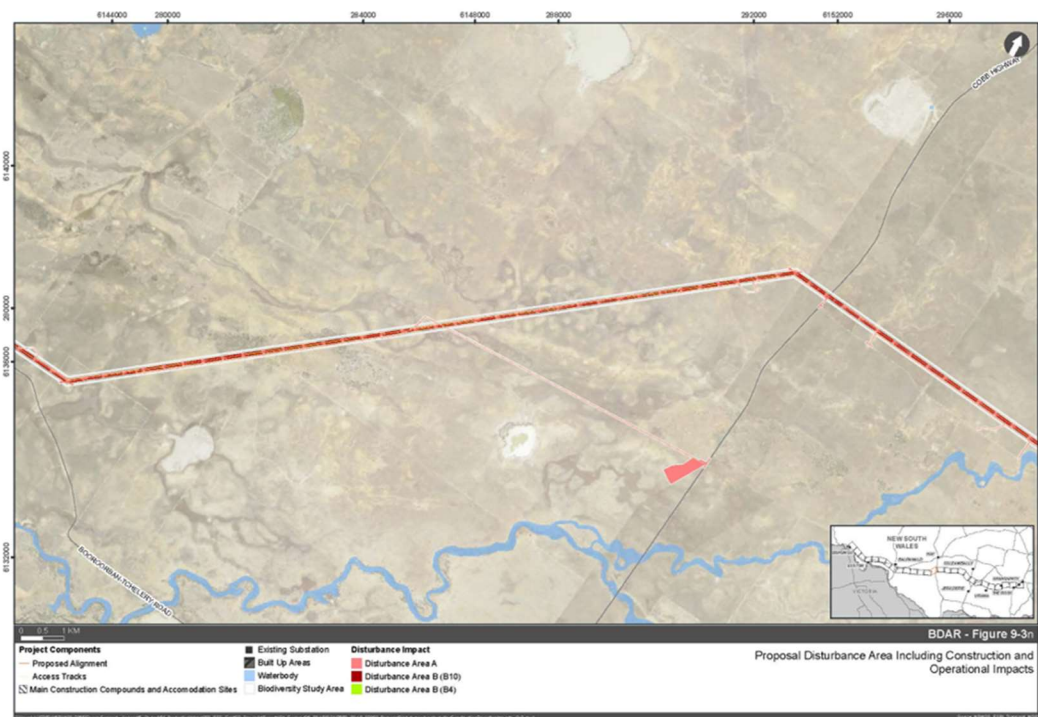 6144000 280000 284000 6148000 288000 292000 6152000 296000
6140000
280000
6136000
6132000
COBB HIGHWAY
BOOROORBAN-TCHELERY ROAD
NEW SOUTH
WALES
VICTORIA
0 0.5 1 KM
BDAR - Figure 9-3n
Project Components
Proposed Alignment
Access Tracks
Main Construction Compounds and Accomodation Sites
Existing Substation
Built Up Areas
Waterbody
Biodiversity Study Area
Disturbance Impact
Disturbance Area A
Disturbance Area B (B10)
Disturbance Area B (B4)
Proposal Disturbance Area Including Construction and
Operational Impacts